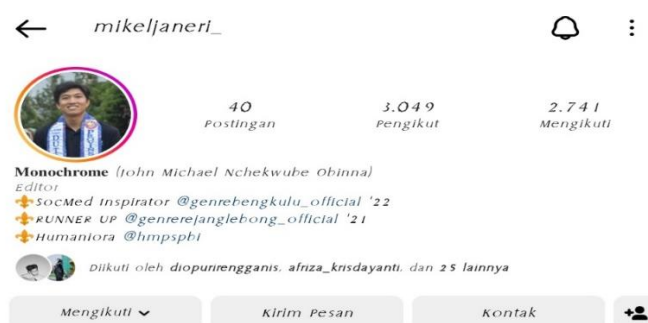 mikeljaneri_
40 3.049 2.741
Postingan Pengikut Mengikuti
Monochrome (John Michael Nchekwube Obinna)
Editor
⚜SocMed Inspirator @genrebengkulu_official '22
⚜RUNNER UP @genrerejanglebong_official '21
⚜Humaniora @hmpspbi
Diikuti oleh diopurirengganis, afriza_krisdayanti, dan 25 lainnya
Mengikuti Kirim Pesan Kontak